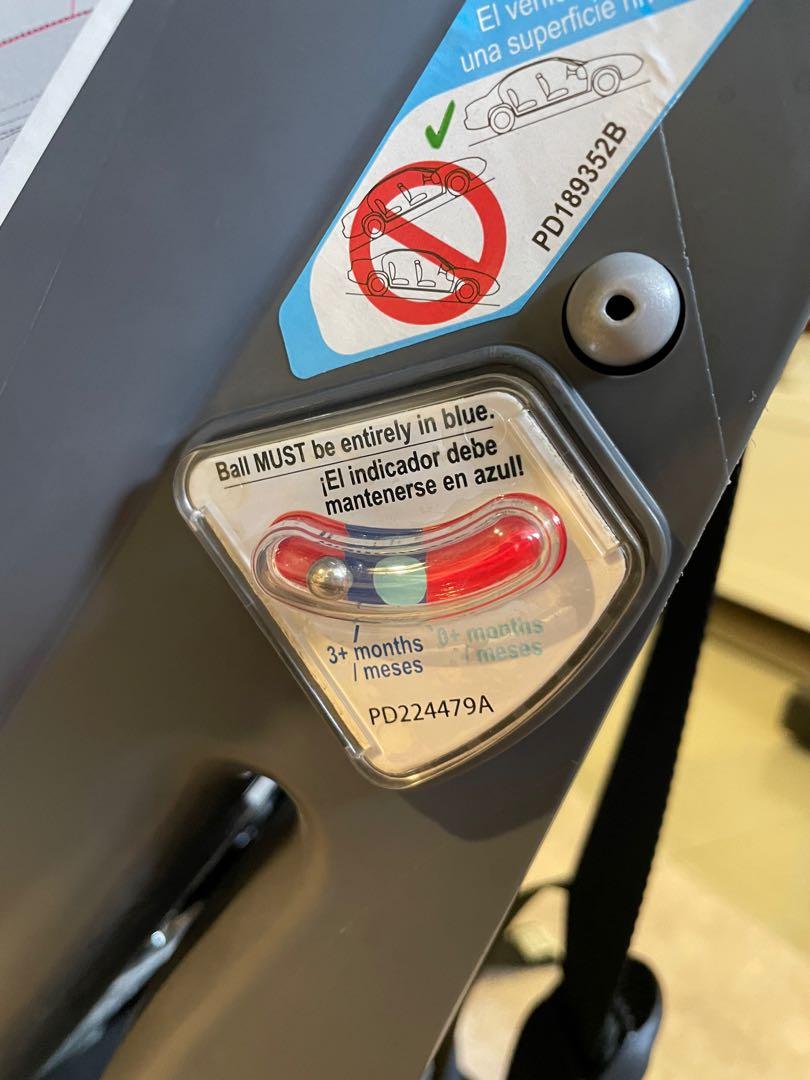 El
una superficie
PD189352B
Ball MUST be entirely in blue.
¡El indicador debe
mantenerse en azul!
3+ months
/ meses
0+ months
/ meses
PD224479A